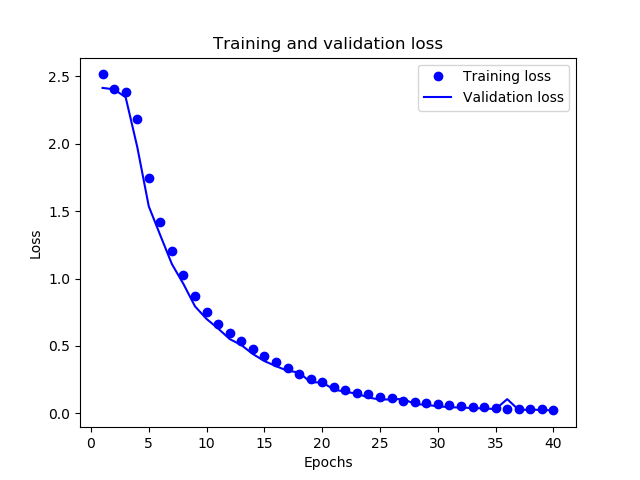 Training and validation loss
Training loss
Validation loss
2.5
2.0
1.5
1.0
0.5
0.0
Loss
0 5 10 15 20 25 30 35 40
Epochs